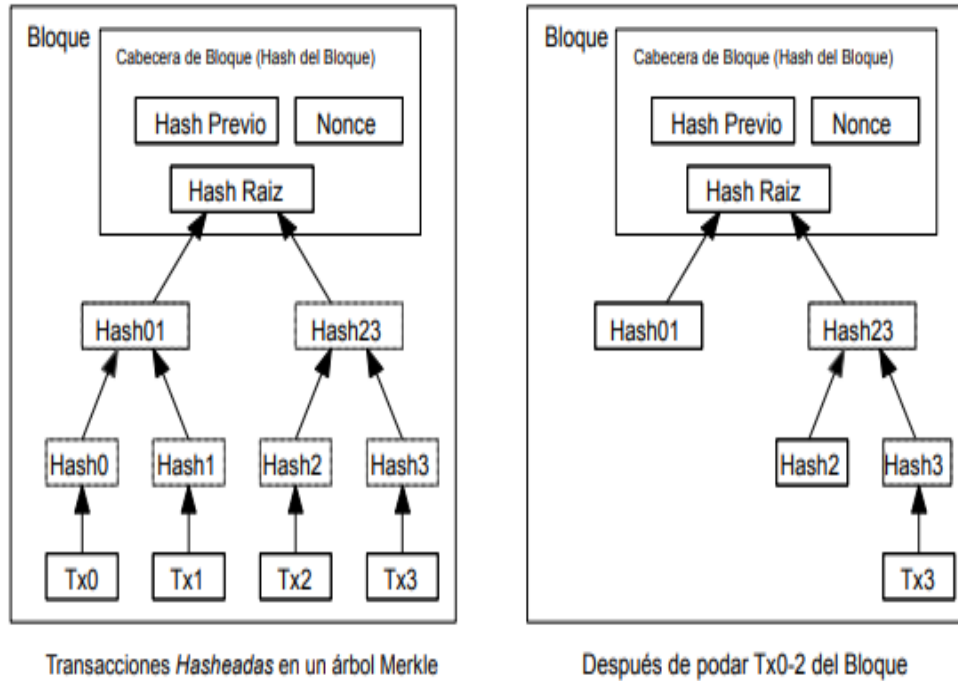 Bloque
Cabecera de Bloque (Hash del Bloque)
Hash Previo
Nonce
Hash Raiz
Hash01
Hash23
Hash0
Hash1
Hash2
Hash3
Tx0
Tx1
Tx2
Tx3
Transacciones Hasheadas en un árbol Merkle
Bloque
Cabecera de Bloque (Hash del Bloque)
Hash Previo
Nonce
Hash Raiz
Hash01
Hash23
Hash2
Hash3
Tx3
Después de podar Tx0-2 del Bloque